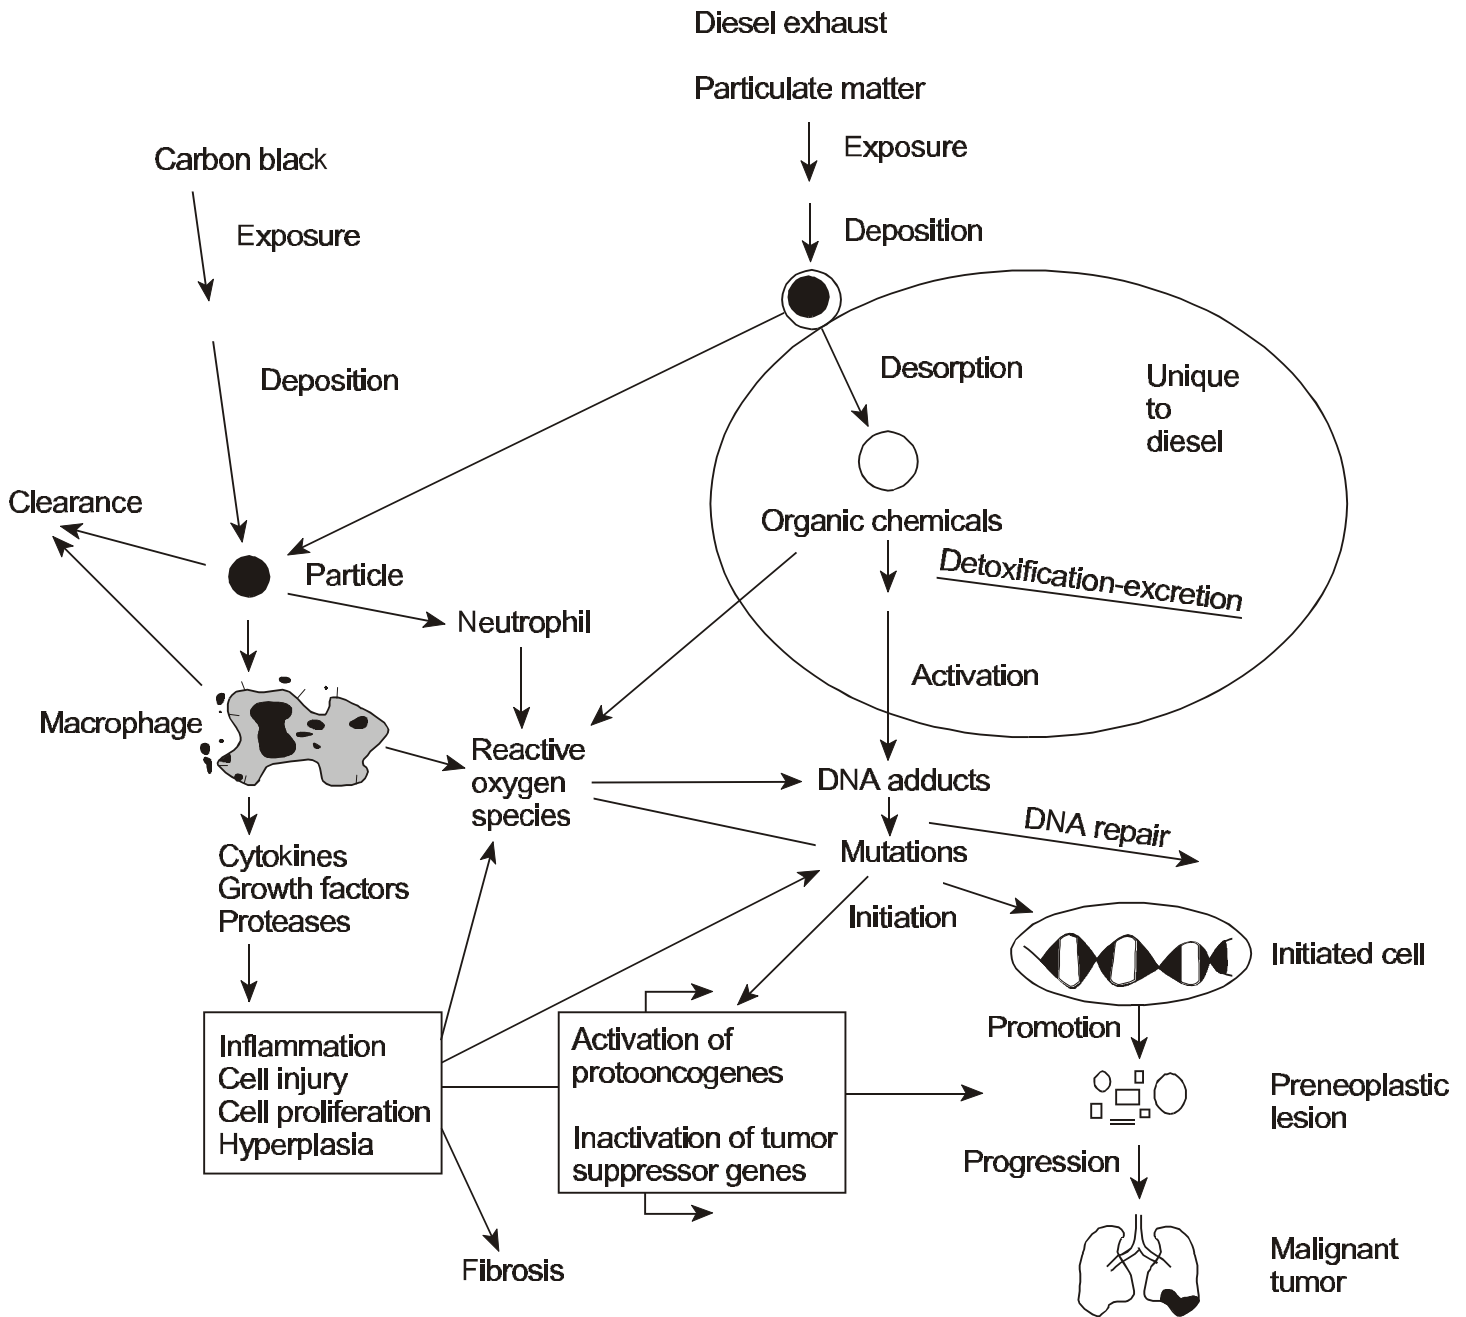 Diesel exhaust
Particulate matter
Exposure
Carbon black
Deposition
Exposure
Desorption
Unique
to
diesel
Deposition
Clearance
Organic chemicals
Detoxification-excretion
Particle
Neutrophil
Activation
Macrophage
Reactive
oxygen
species
DNA adducts
DNA repair
Mutations
Cytokines
Growth factors
Proteases
Initiation
Initiated cell
Promotion
Inflammation
Cell injury
Cell proliferation
Hyperplasia
Activation of
protooncogenes
Inactivation of tumor
suppressor genes
Preneoplastic
lesion
Progression
Fibrosis
Malignant
tumor